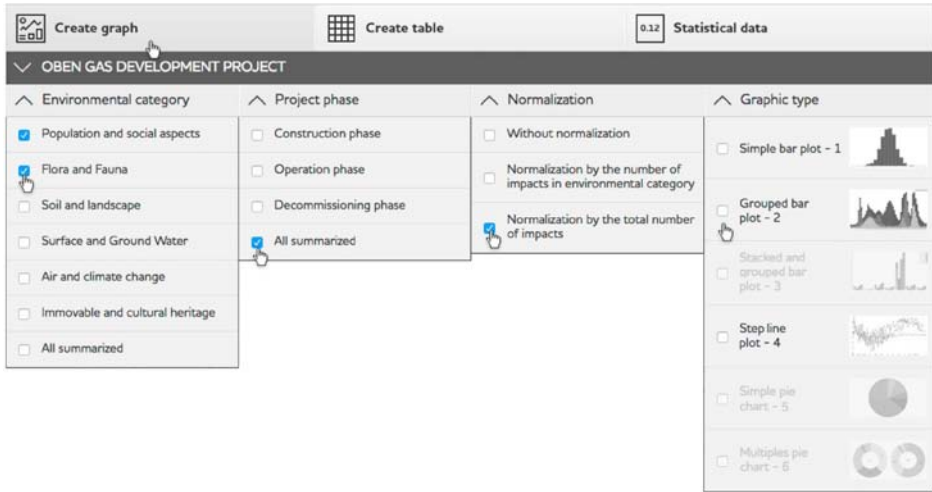 Create graph
Create table
0.12
Statistical data
OBEN GAS DEVELOPMENT PROJECT
Environmental category
Population and social aspects
Flora and Fauna
Soil and landscape
Surface and Ground Water
Air and climate change
Immovable and cultural heritage
All summarized
Project phase
Construction phase
Operation phase
Decommissioning phase
All summarized
Normalization
Without normalization
Normalization by the number of
impacts in environmental category
Normalization by the total number
of impacts
Graphic type
Simple bar plot - 1
Grouped bar
plot - 2
Stacked and
grouped bar
plot - 3
Step line
plot - 4
Simple pie
chart - 5
Multiples pie
chart - 6